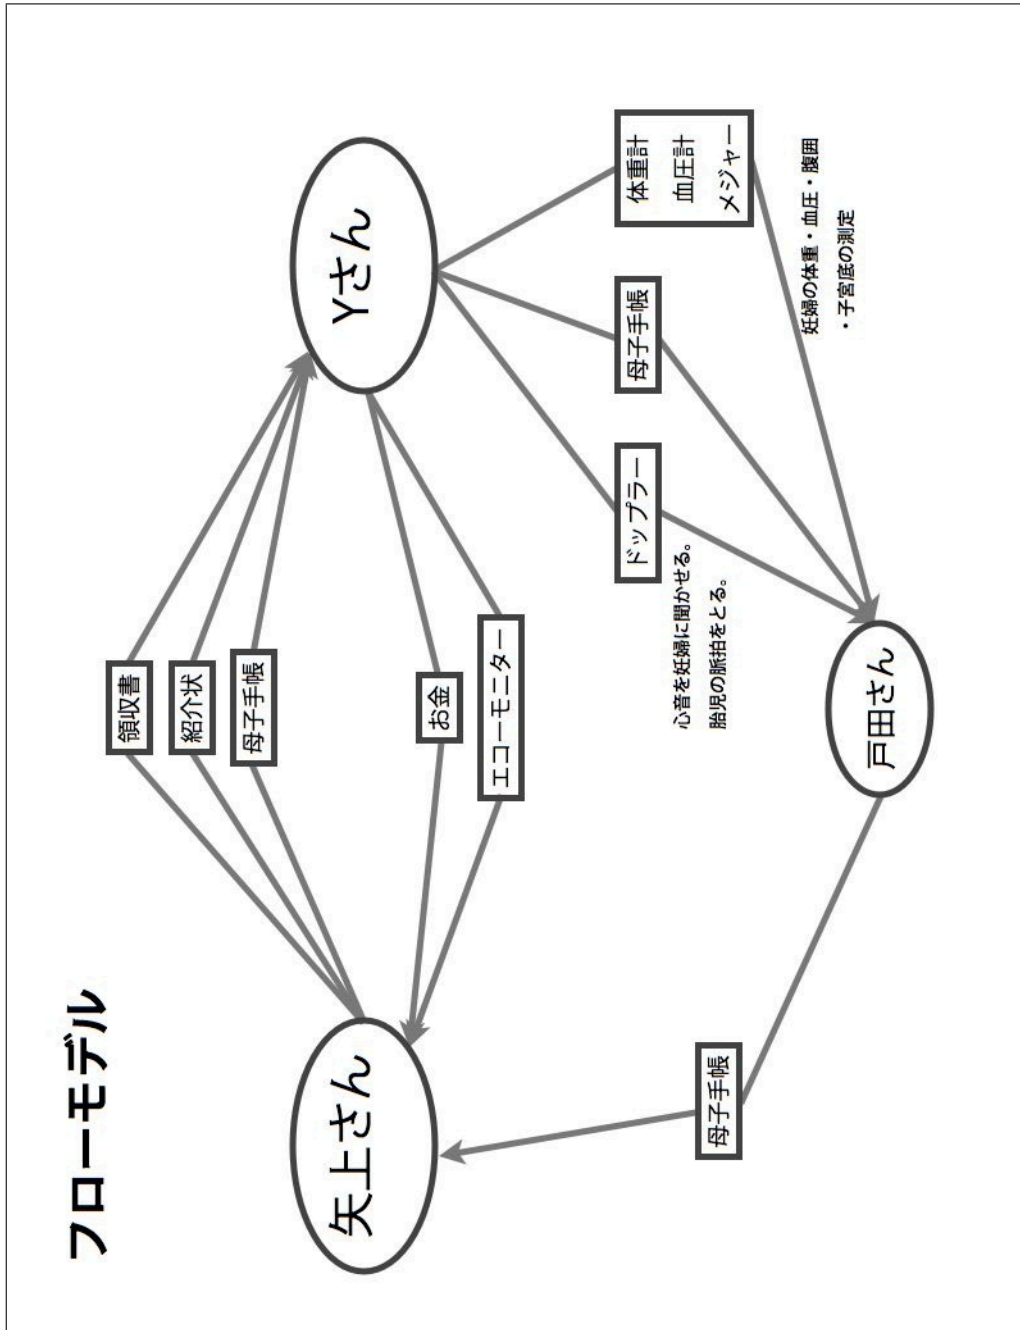 フローモデル
領収書
紹介状
母子手帳
矢上さん
Yさん
お金
エコーモニター
ドップラー
心音を妊婦に聞かせる。
胎児の脈拍をとる。
母子手帳
体重計
血圧計
メジャー
妊婦の体重・血圧・腹囲
・子宮底の測定
母子手帳
戸田さん